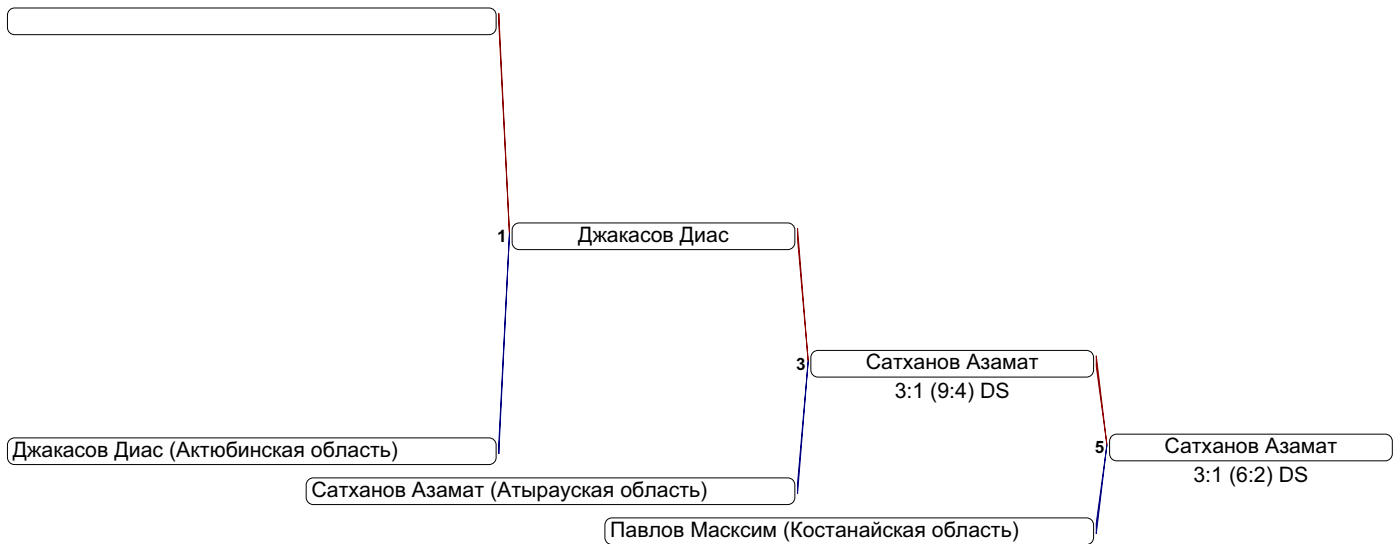 1
Джакасов Диас
3
Сатханов Азамат
3:1 (9:4) DS
Джакасов Диас (Актюбинская область)
5
Сатханов Азамат
3:1 (6:2) DS
Сатханов Азамат (Атырауская область)
Павлов Масксим (Костанайская область)